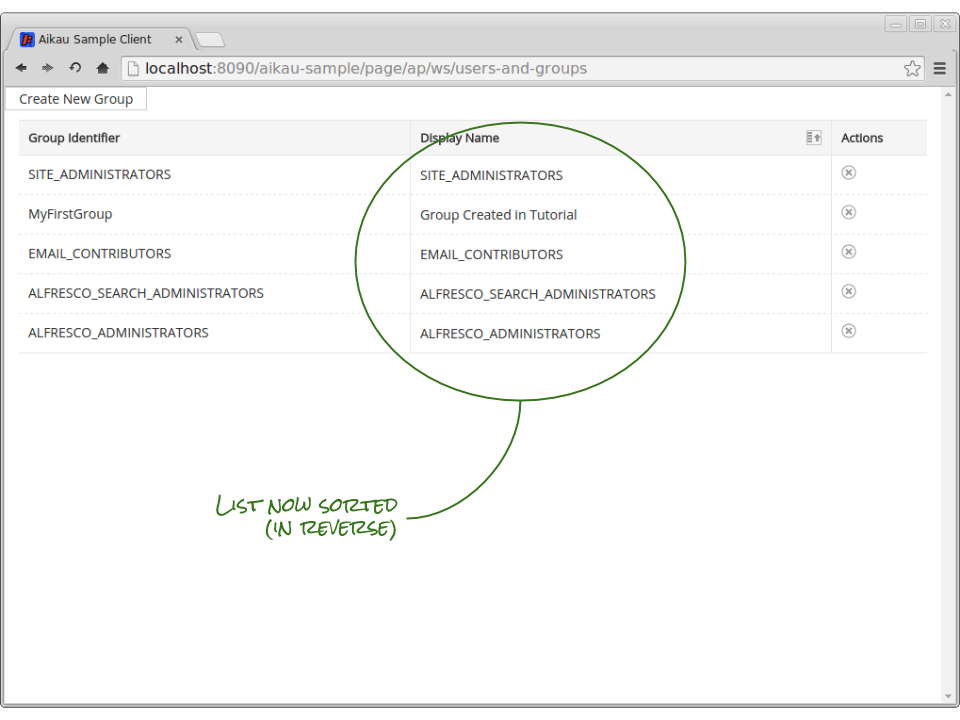 Aikau Sample Client
localhost:8090/aikau-sample/page/ap/ws/users-and-groups
Create New Group
Group Identifier Display Name Actions
SITE_ADMINISTRATORS SITE_ADMINISTRATORS
MyFirstGroup Group Created in Tutorial
EMAIL_CONTRIBUTORS EMAIL_CONTRIBUTORS
ALFRESCO_SEARCH_ADMINISTRATORS ALFRESCO_SEARCH_ADMINISTRATORS
ALFRESCO_ADMINISTRATORS ALFRESCO_ADMINISTRATORS
LIST NOW SORTED
(IN REVERSE)